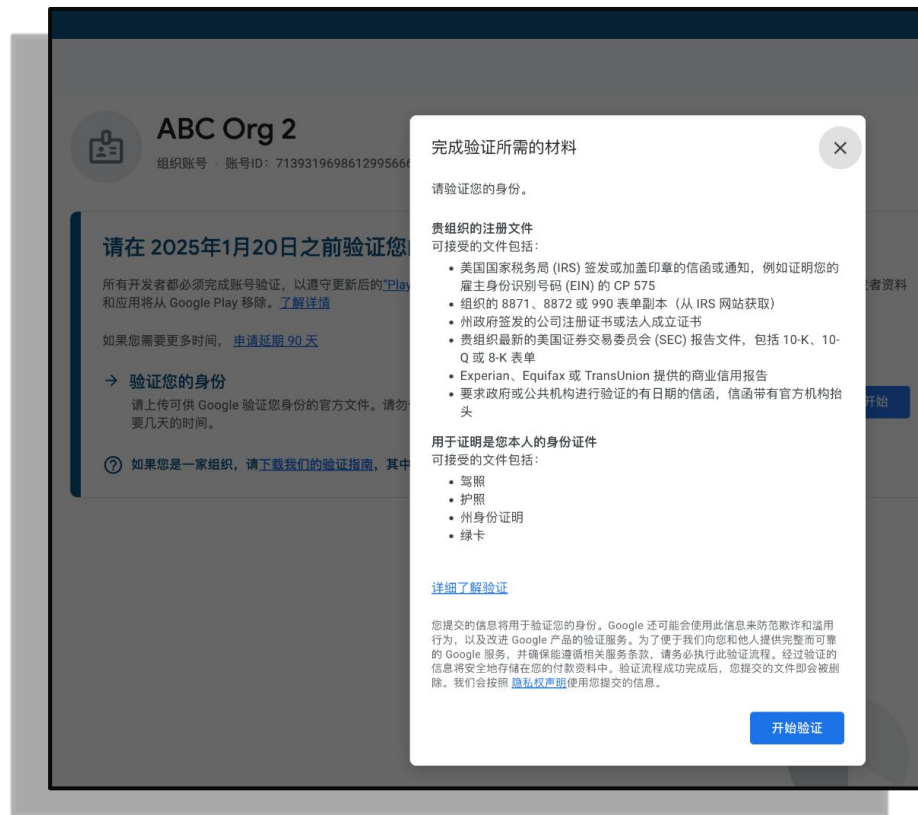 ABC Org 2
组织账号 · 账号ID: 7139319698612995666
请在 2025年1月20日之前验证您
所有开发者都必须完成账号验证，以遵守更新后的"Play
者资料
和应用将从 Google Play 移除。了解详情
如果您需要更多时间，申请延期 90 天
→ 验证您的身份
请上传可供 Google 验证您身份的官方文件。请勿
要几天的时间。
开始
如果您是一家组织，请下载我们的验证指南，其中
完成验证所需的材料
请验证您的身份。
贵组织的注册文件
可接受的文件包括：
• 美国国家税务局 (IRS) 签发或加盖印章的信函或通知，例如证明您的
雇主身份识别号码 (EIN) 的 CP 575
• 组织的 8871、8872 或 990 表单副本（从 IRS 网站获取）
• 州政府签发的公司注册证书或法人成立证书
• 贵组织最新的美国证券交易委员会 (SEC) 报告文件，包括 10-K、10-
Q 或 8-K 表单
• Experian、Equifax 或 TransUnion 提供的商业信用报告
• 要求政府或公共机构进行验证的有日期的信函，信函带有官方机构抬
头
用于证明是您本人的身份证件
可接受的文件包括：
• 驾照
• 护照
• 州身份证明
• 绿卡
详细了解验证
您提交的信息将用于验证您的身份。Google 还可能会使用此信息来防范欺诈和滥用
行为，以及改进 Google 产品的验证服务。为了便于我们向您和他人提供完整而可靠
的 Google 服务，并确保能遵循相关服务条款，请务必执行此验证流程。经过验证的
信息将安全地存储在您的付款资料中。验证流程成功完成后，您提交的文件即会被删
除。我们会按照 隐私权声明使用您提交的信息。
开始验证